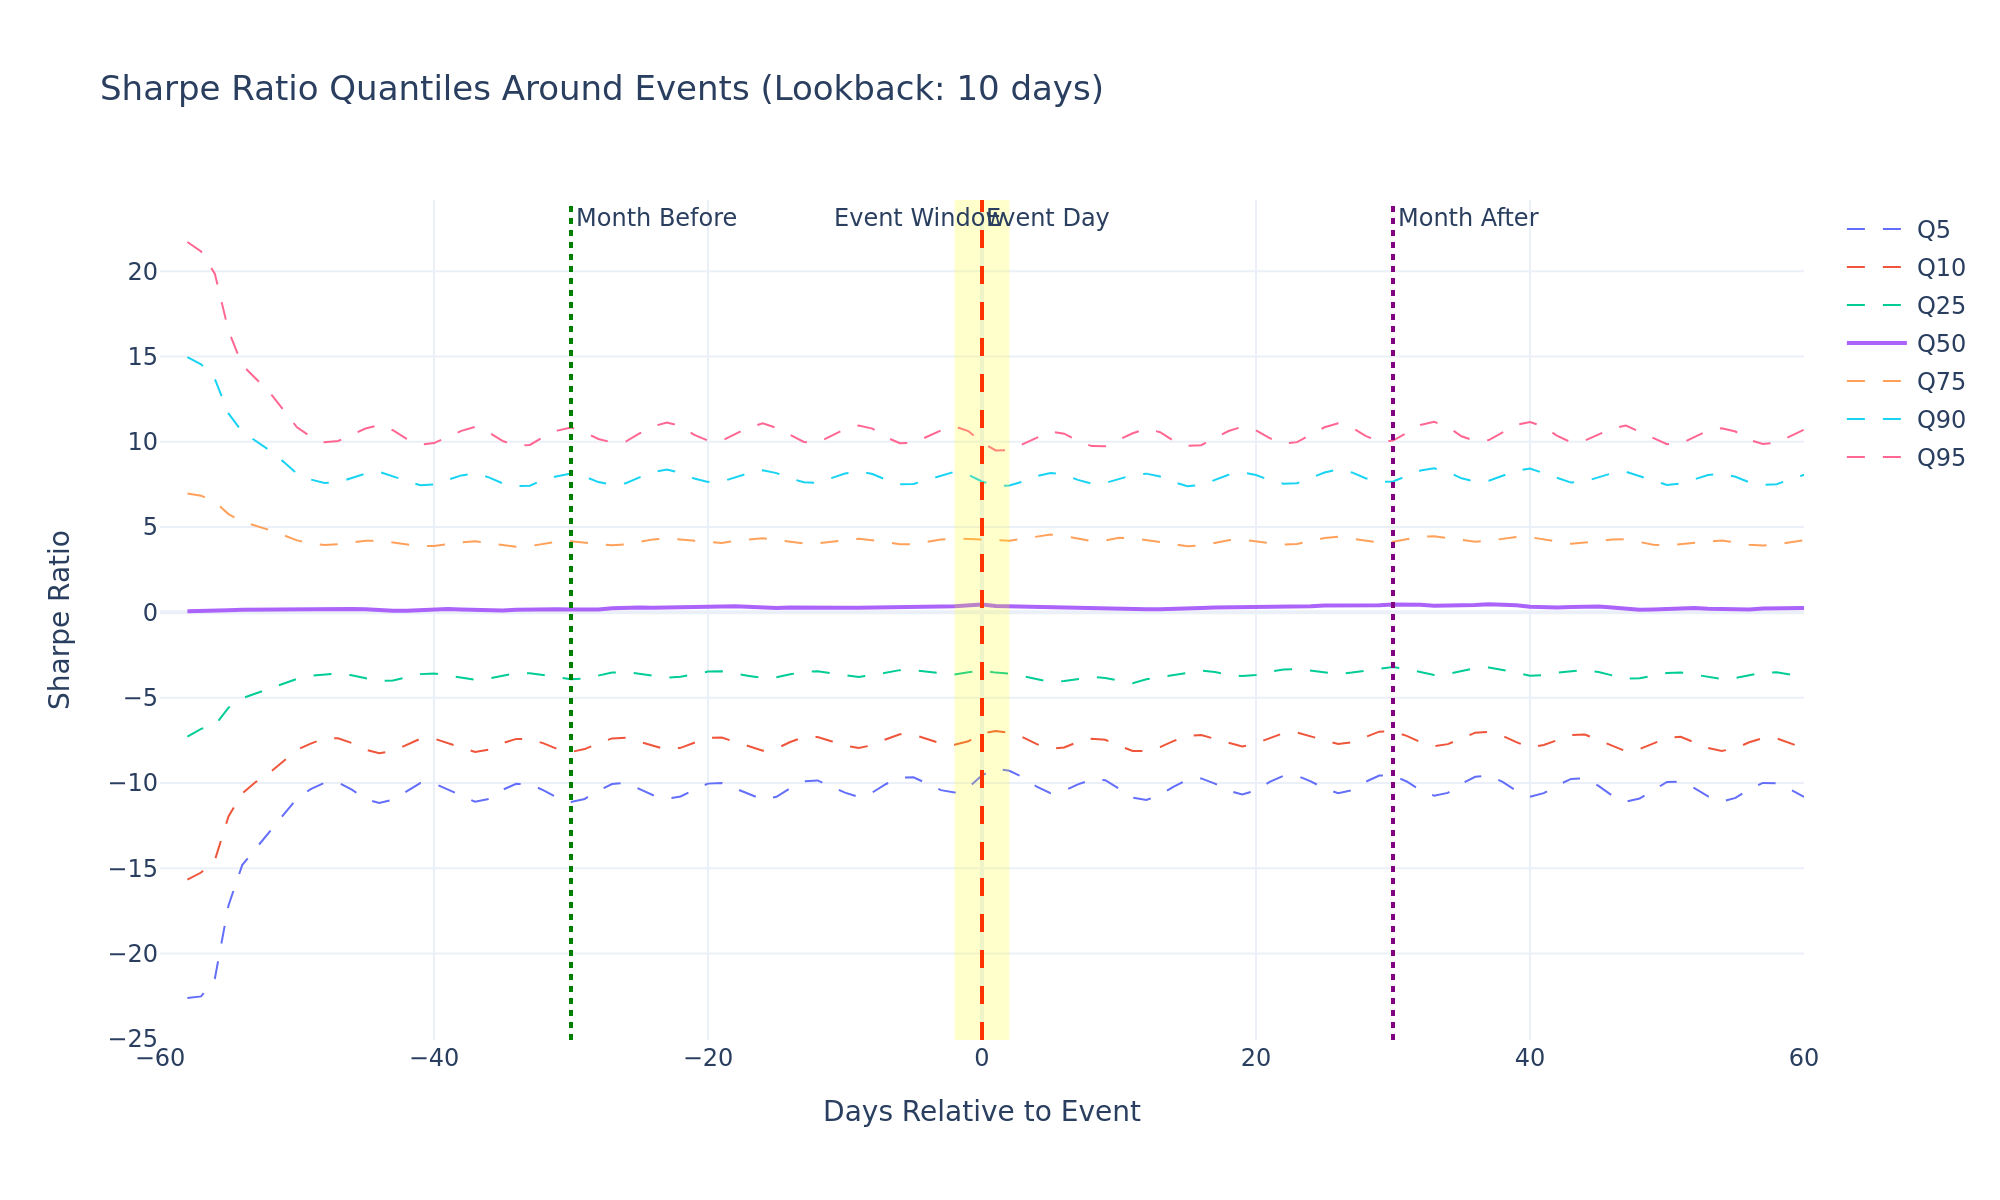 Sharpe Ratio Quantiles Around Events (Lookback: 10 days)
Month Before
Event Window
Event Day
Month After
Q5
Q10
Q25
Q50
Q75
Q90
Q95
Sharpe Ratio
20
15
10
5
0
−5
−10
−15
−20
−25
−60
−40
−20
0
20
40
60
Days Relative to Event